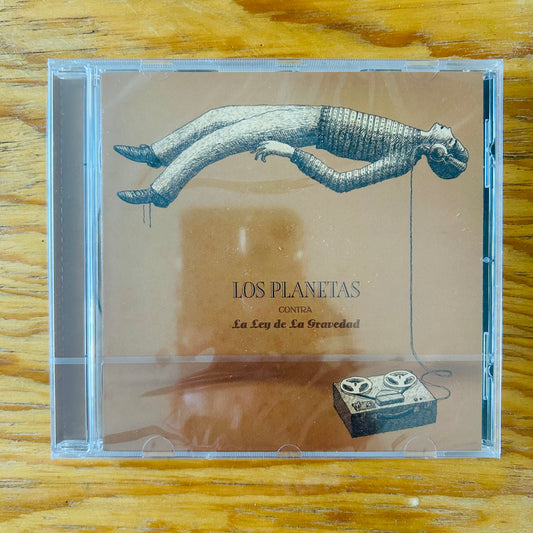 LOS PLANETAS
CONTRA
La Ley de La Gravedad